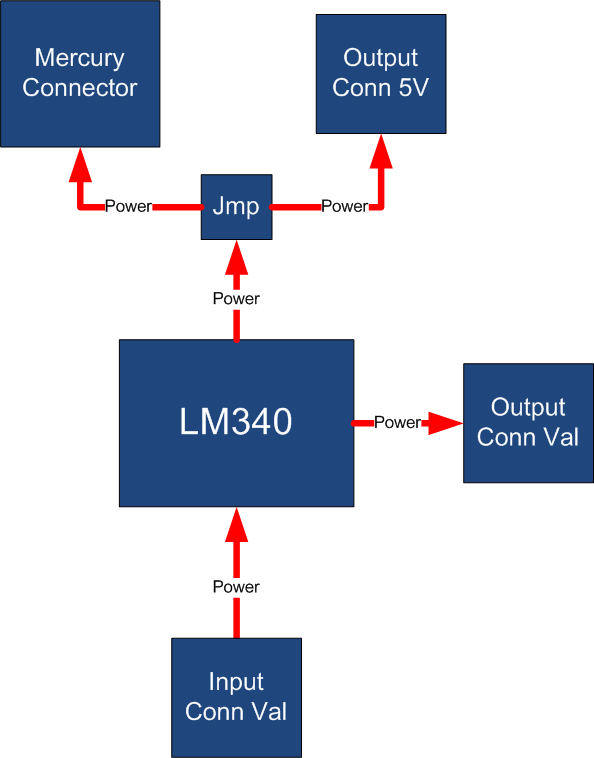 Mercury
Connector
Output
Conn 5V
Power
Jmp
Power
Power
LM340
Power
Output
Conn Val
Power
Input
Conn Val